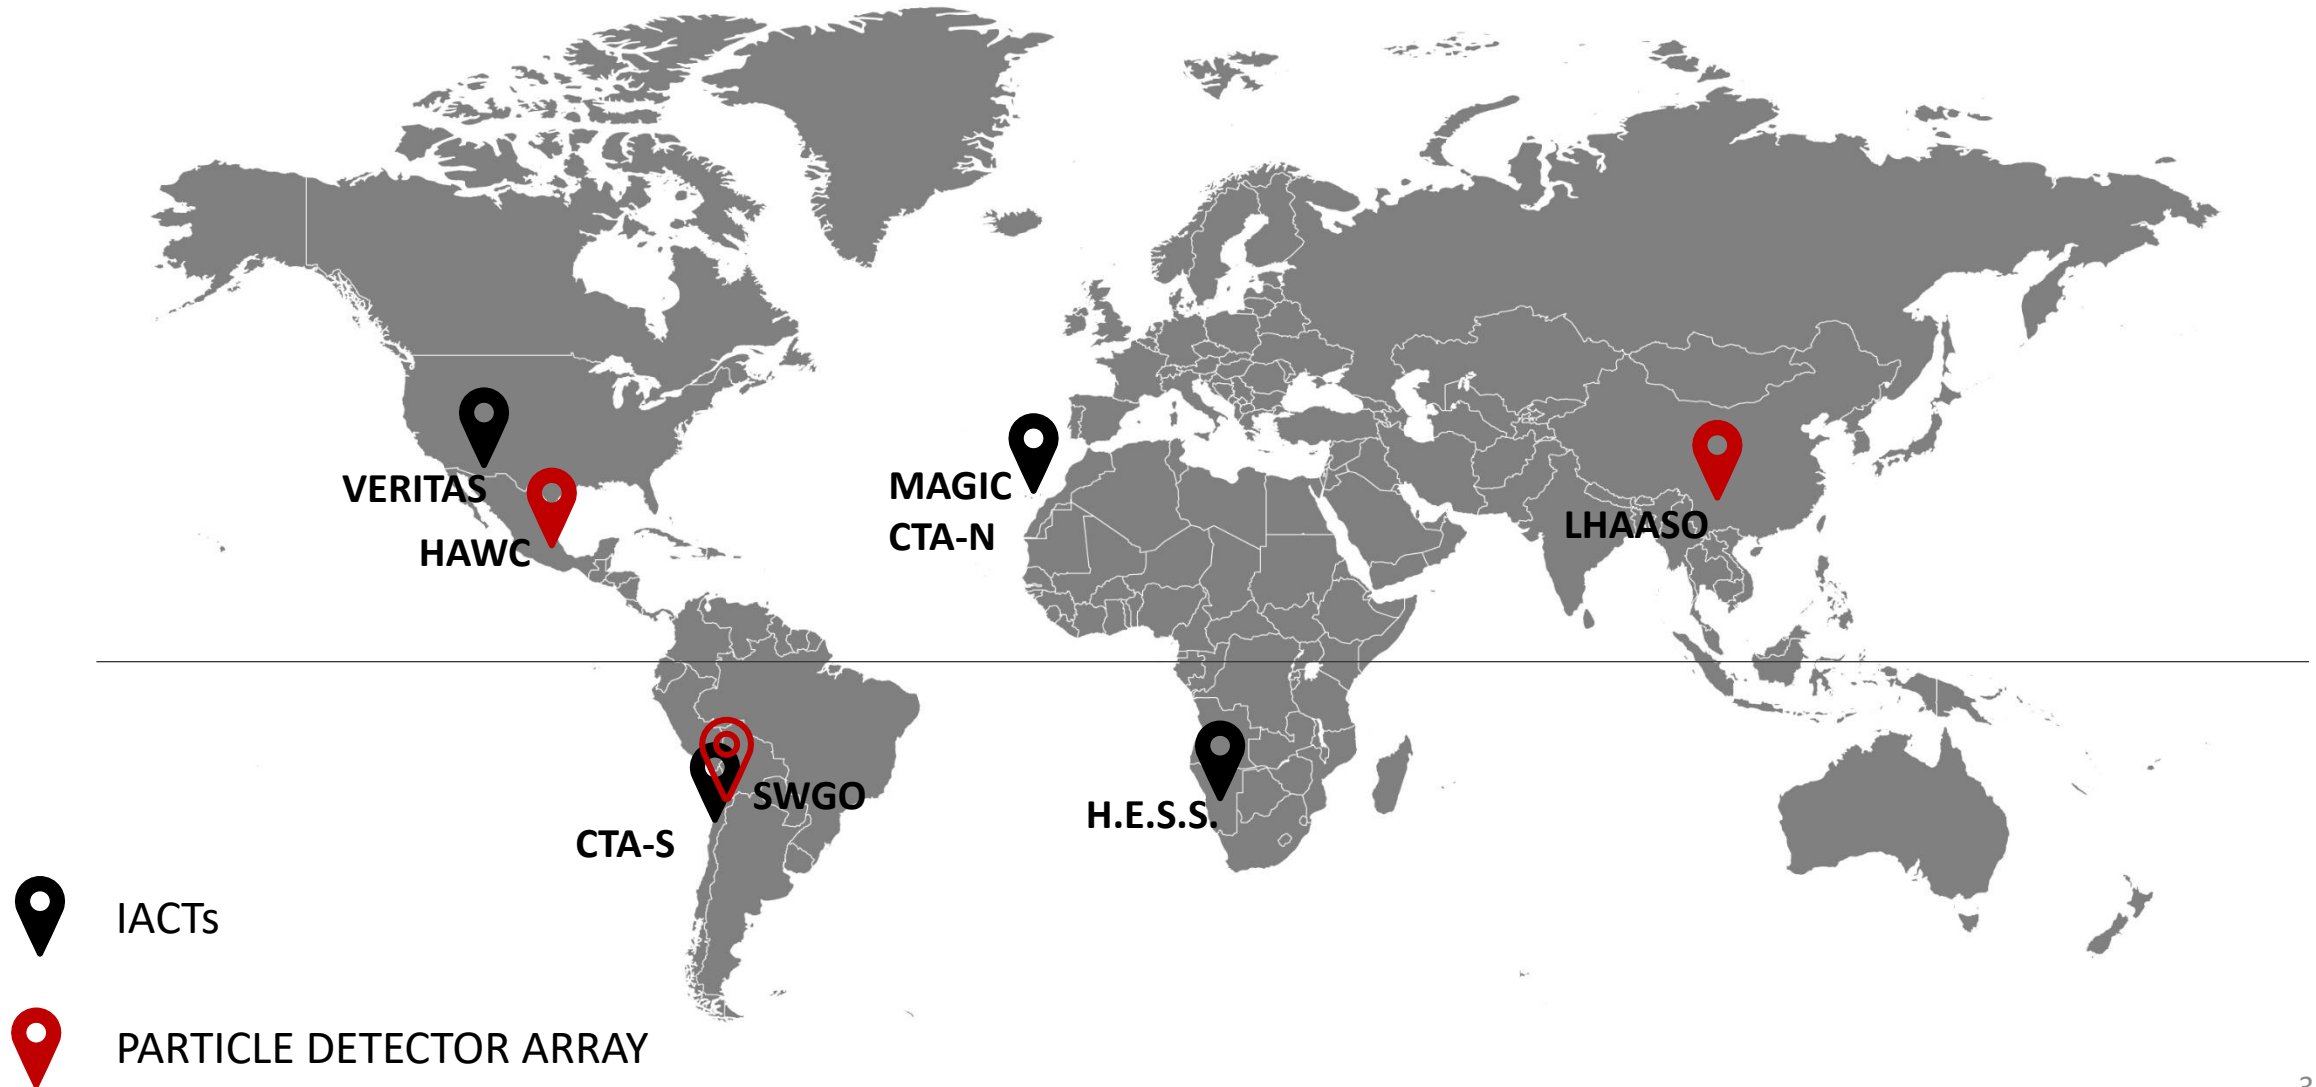 VERITAS
HAWC
MAGIC
CTA-N
LHAASO
SWGO
CTA-S
H.E.S.S.
IACTs
PARTICLE DETECTOR ARRAY